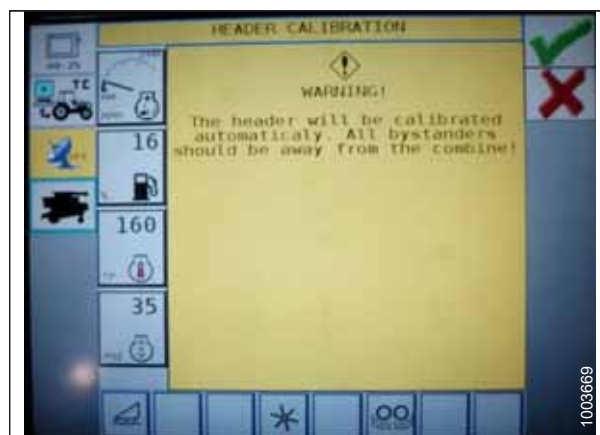 HEADER CALIBRATION
TC
WARNING!
The header will be calibrated
automaticaly. All bystanders
should be away from the combine!
16
160
35
1003669